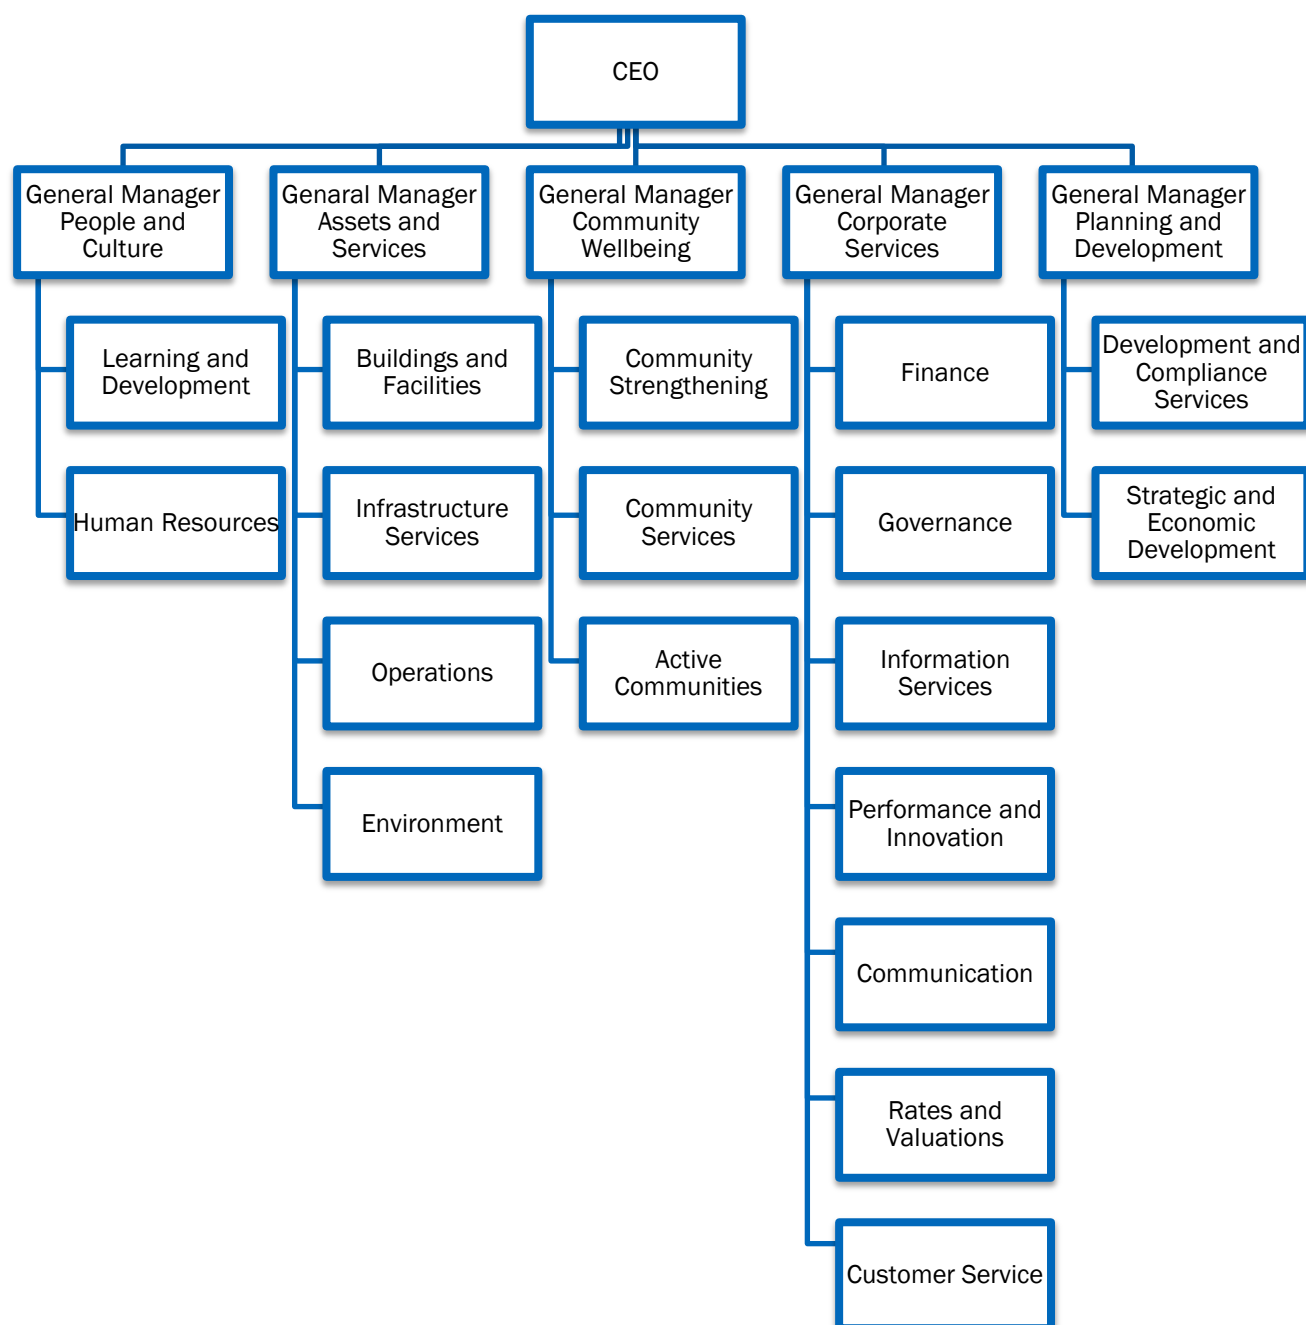 CEO
General Manager
People and
Culture
Genaral Manager
Assets and
Services
General Manager
Community
Wellbeing
General Manager
Corporate
Services
General Manager
Planning and
Development
Learning and
Development
Buildings and
Facilities
Community
Strengthening
Finance
Development and
Compliance
Services
Human Resources
Infrastructure
Services
Community
Services
Governance
Strategic and
Economic
Development
Operations
Active
Communities
Information
Services
Environment
Performance and
Innovation
Communication
Rates and
Valuations
Customer Service